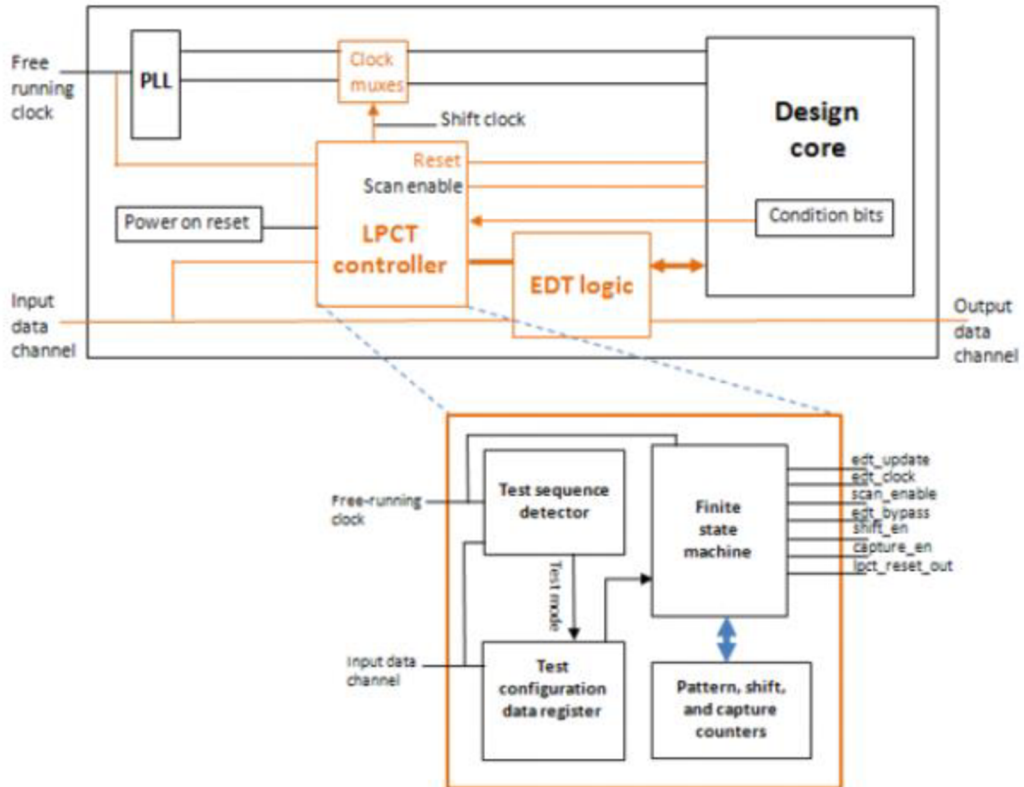 Free
running
clock
PLL
Clock
muxes
Shift clock
Design
core
Reset
Scan enable
Power on reset
LPCT
controller
Condition bits
EDT logic
Input
data
channel
Output
data
channel
Free-running
clock
Test sequence
detector
Finite
state
machine
edt_update
edt_clock
scan_enable
edt_bypass
shift_en
capture_en
lpct_reset_out
Test mode
Input data
channel
Test
configuration
data register
Pattern, shift,
and capture
counters